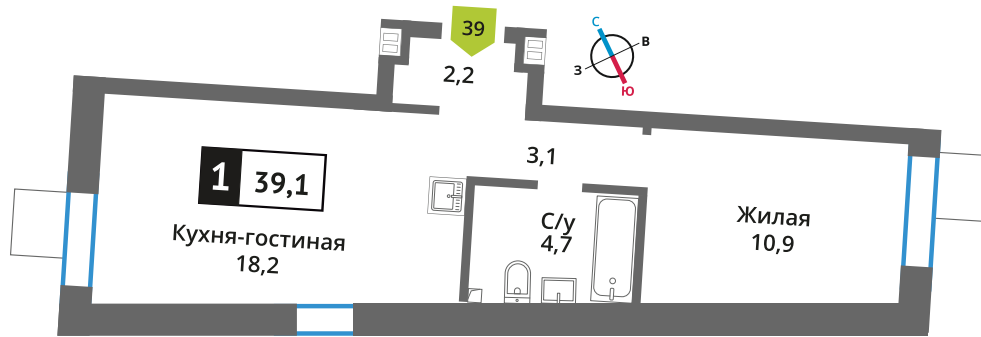 39
С
В
З
Ю
2,2
3,1
1 39,1
Кухня-гостиная
18,2
С/у
4,7
Жилая
10,9